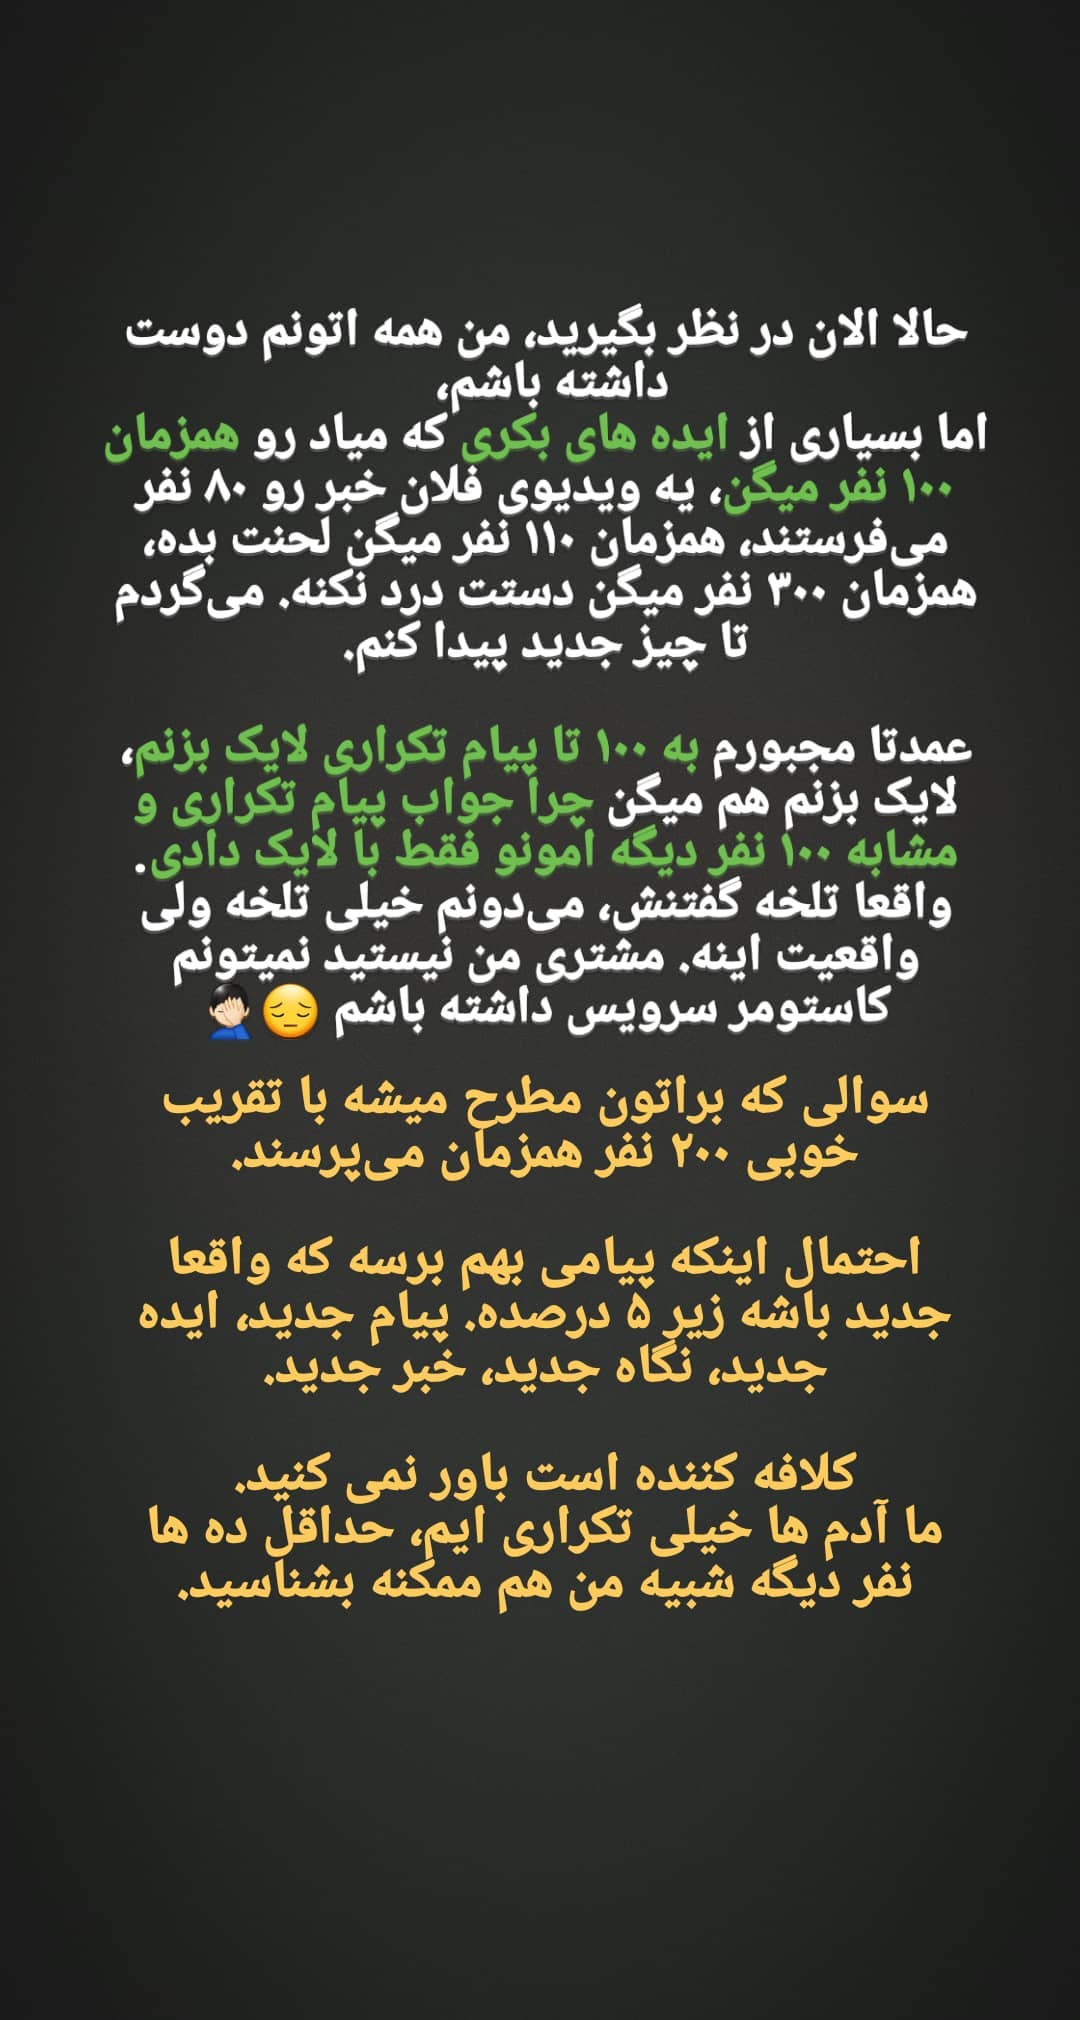 حالا الان در نظر بگیرید، من همه اتونم دوست
داشته باشم،
اما بسیاری از ایده های بکری که میاد رو همزمان
۱۰۰ نفر میگن، یه ویدیوی فلان خبر رو ۸۰ نفر
می‌فرستند، همزمان ۱۱۰ نفر میگن لحنت بده،
همزمان ۳۰۰ نفر میگن دستت درد نکنه. می‌گردم
تا چیز جدید پیدا کنم.
عمدتا مجبورم به ۱۰۰ تا پیام تکراری لایک بزنم،
لایک بزنم هم میگن چرا جواب پیام تکراری و
مشابه ۱۰۰ نفر دیگه امونو فقط با لایک دادی.
واقعا تلخه گفتنش، می‌دونم خیلی تلخه ولی
واقعیت اینه. مشتری من نیستید نمیتونم
کاستومر سرویس داشته باشم 😔🤦🏻‍♂️
سوالی که براتون مطرح میشه با تقریب
خوبی ۲۰۰ نفر همزمان می‌پرسند.
احتمال اینکه پیامی بهم برسه که واقعا
جدید باشه زیر ۵ درصده. پیام جدید، ایده
جدید، نگاه جدید، خبر جدید.
کلافه کننده است باور نمی کنید.
ما آدم ها خیلی تکراری ایم، حداقل ده ها
نفر دیگه شبیه من هم ممکنه بشناسید.